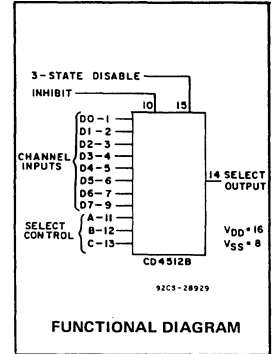 3-STATE DISABLE
INHIBIT
10 15
D0-1
D1-2
D2-3
D3-4
D4-5
D5-6
D6-7
D7-9
CHANNEL INPUTS
A-11
B-12
C-13
SELECT CONTROL
14 SELECT OUTPUT
VDD=16
VSS=8
CD4512B
92CS-28929
FUNCTIONAL DIAGRAM